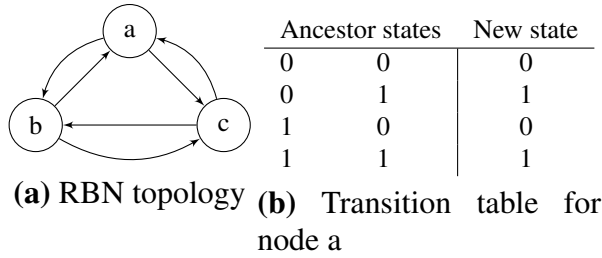 a
b
c
(a) RBN topology
Ancestor states New state
0 0 0
0 1 1
1 0 0
1 1 1
(b) Transition table for
node a